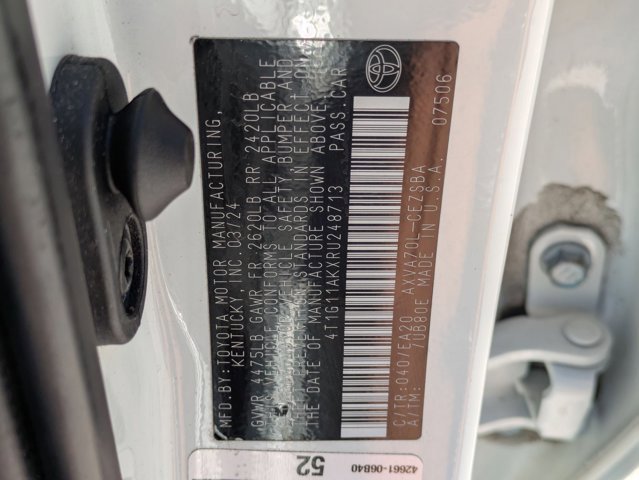 MFD.BY:TOYOTA MOTOR MANUFACTURING,
KENTUCKY, INC. 03/24
GVWR 4475LB GAWR FR 2620LB RR 2420LB
THIS VEHICLE CONFORMS TO ALL APPLICABLE
VEHICLE SAFETY, BUMPER, AND
THEFT PREVENTION STANDARDS IN EFFECT ON
THE DATE OF MANUFACTURE SHOWN ABOVE.
4T1G11AKXRU248713 PASS.CAR
C/TR:040/EA20 AXVA70L-CEZSBA
A/TM: /UB80E MADE IN U.S.A. 07506
42661-06B40
52